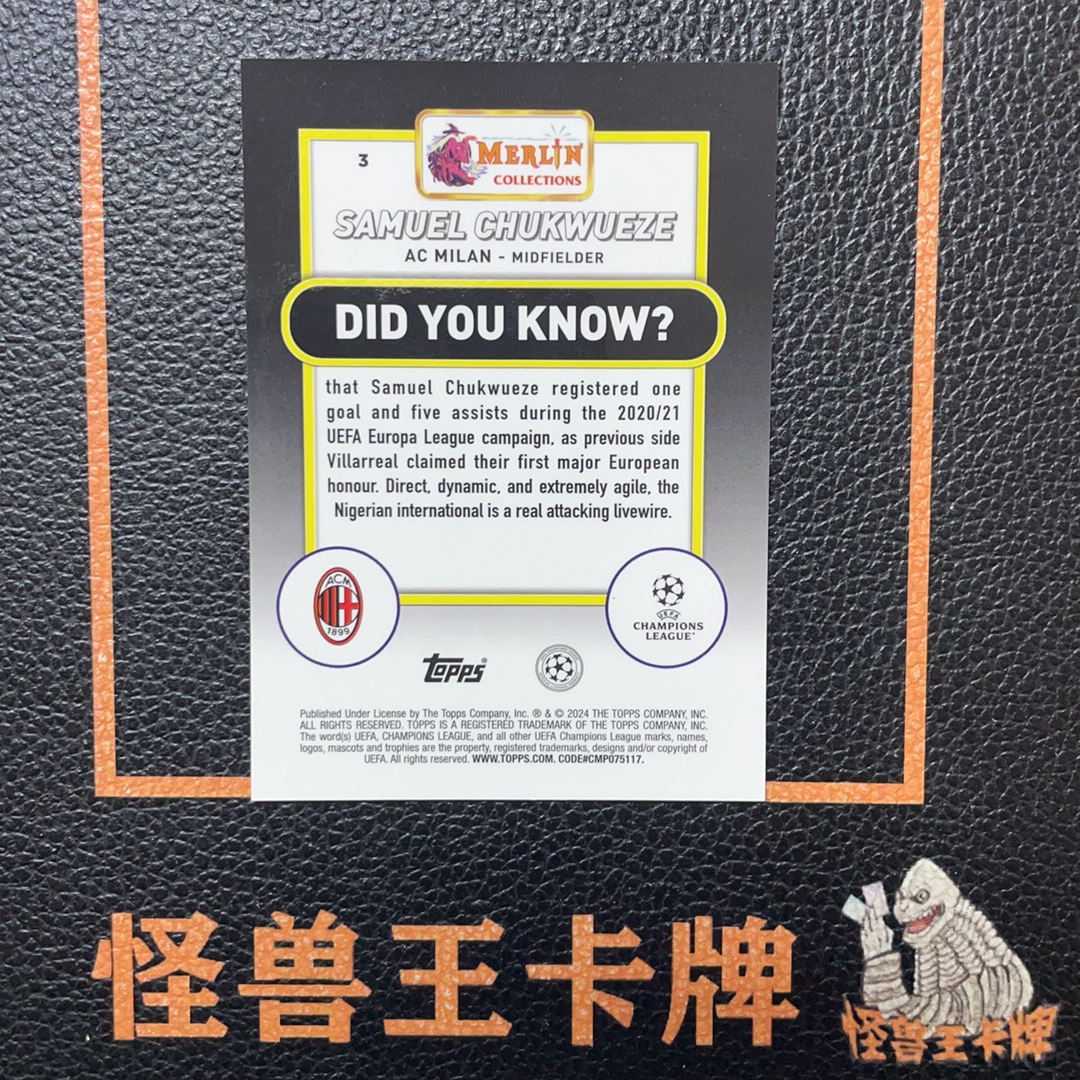 3
MERLIN
COLLECTIONS
SAMUEL CHUKWUEZE
AC MILAN - MIDFIELDER
DID YOU KNOW?
that Samuel Chukwueze registered one
goal and five assists during the 2020/21
UEFA Europa League campaign, as previous side
Villarreal claimed their first major European
honour. Direct, dynamic, and extremely agile, the
Nigerian international is a real attacking livewire.
ACM
1899
UEFA
CHAMPIONS
LEAGUE®
Topps®
Published Under License by The Topps Company, Inc. ® & © 2024 THE TOPPS COMPANY, INC.
ALL RIGHTS RESERVED. TOPPS IS A REGISTERED TRADEMARK OF THE TOPPS COMPANY, INC.
The word(s) UEFA, CHAMPIONS LEAGUE, and all other UEFA Champions League marks, names,
logos, mascots and trophies are the property, registered trademarks, designs and/or copyright of
UEFA. All rights reserved. WWW.TOPPS.COM. CODE#CMP075117.
怪兽王卡牌
怪兽王卡牌